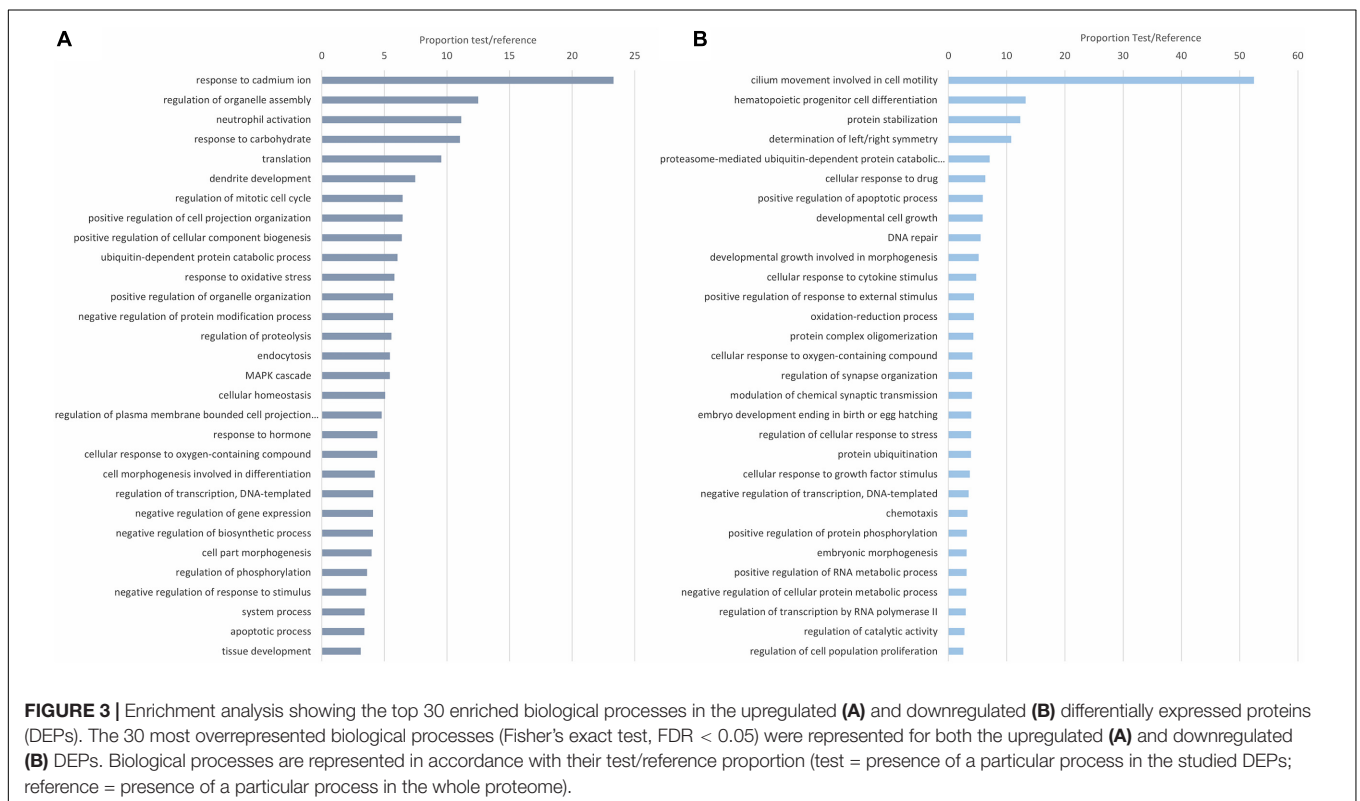 A
Proportion test/reference
0 5 10 15 20 25
response to cadmium ion
regulation of organelle assembly
neutrophil activation
response to carbohydrate
translation
dendrite development
regulation of mitotic cell cycle
positive regulation of cell projection organization
positive regulation of cellular component biogenesis
ubiquitin-dependent protein catabolic process
response to oxidative stress
positive regulation of organelle organization
negative regulation of protein modification process
regulation of proteolysis
endocytosis
MAPK cascade
cellular homeostasis
regulation of plasma membrane bounded cell projection...
response to hormone
cellular response to oxygen-containing compound
cell morphogenesis involved in differentiation
regulation of transcription, DNA-templated
negative regulation of gene expression
negative regulation of biosynthetic process
cell part morphogenesis
regulation of phosphorylation
negative regulation of response to stimulus
system process
apoptotic process
tissue development
B
Proportion Test/Reference
0 10 20 30 40 50 60
cilium movement involved in cell motility
hematopoietic progenitor cell differentiation
protein stabilization
determination of left/right symmetry
proteasome-mediated ubiquitin-dependent protein catabolic...
cellular response to drug
positive regulation of apoptotic process
developmental cell growth
DNA repair
developmental growth involved in morphogenesis
cellular response to cytokine stimulus
positive regulation of response to external stimulus
oxidation-reduction process
protein complex oligomerization
cellular response to oxygen-containing compound
regulation of synapse organization
modulation of chemical synaptic transmission
embryo development ending in birth or egg hatching
regulation of cellular response to stress
protein ubiquitination
cellular response to growth factor stimulus
negative regulation of transcription, DNA-templated
chemotaxis
positive regulation of protein phosphorylation
embryonic morphogenesis
positive regulation of RNA metabolic process
negative regulation of cellular protein metabolic process
regulation of transcription by RNA polymerase II
regulation of catalytic activity
regulation of cell population proliferation
FIGURE 3 | Enrichment analysis showing the top 30 enriched biological processes in the upregulated (A) and downregulated (B) differentially expressed proteins
(DEPs). The 30 most overrepresented biological processes (Fisher's exact test, FDR < 0.05) were represented for both the upregulated (A) and downregulated
(B) DEPs. Biological processes are represented in accordance with their test/reference proportion (test = presence of a particular process in the studied DEPs;
reference = presence of a particular process in the whole proteome).